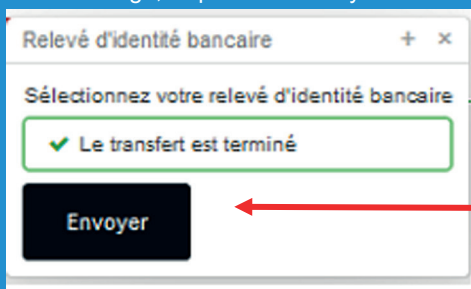 Relevé d'identité bancaire + ×
Sélectionnez votre relevé d'identité bancaire
✔ Le transfert est terminé
Envoyer